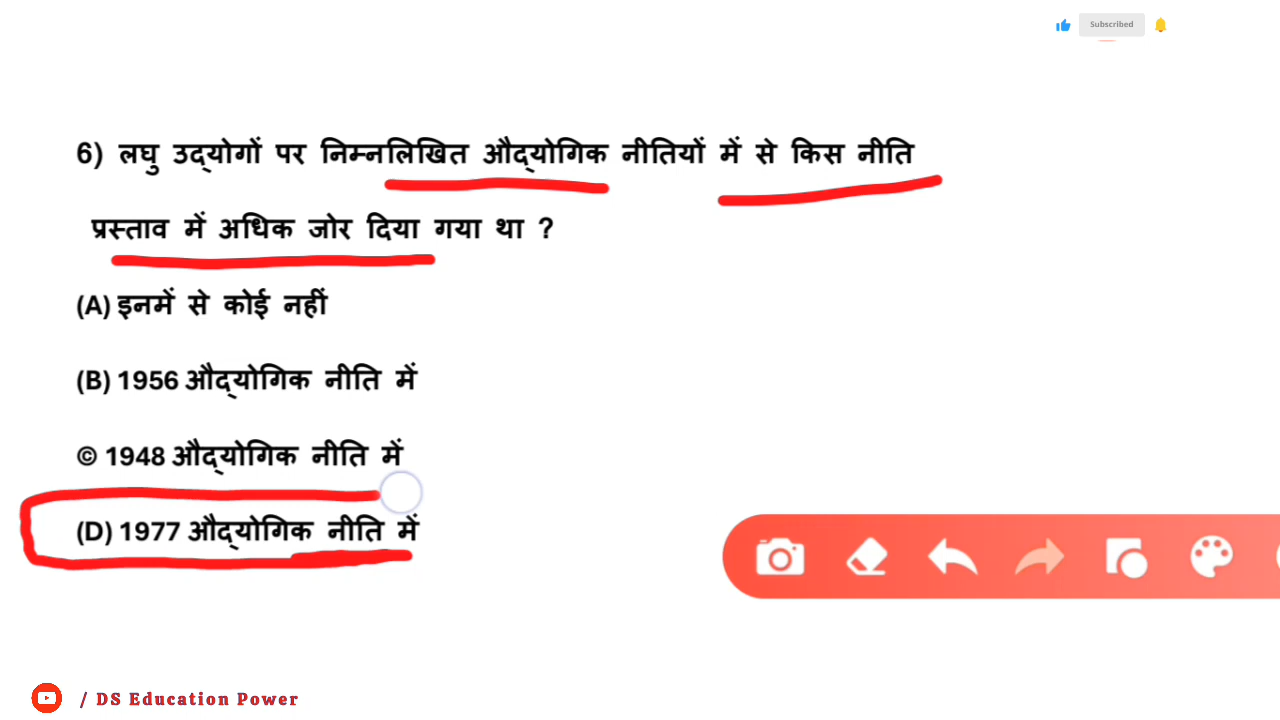 Subscribed
6) लघु उद्योगों पर निम्नलिखित औद्योगिक नीतियों में से किस नीति
प्रस्ताव में अधिक जोर दिया गया था ?
(A) इनमें से कोई नहीं
(B) 1956 औद्योगिक नीति में
© 1948 औद्योगिक नीति में
(D) 1977 औद्योगिक नीति में
/ DS Education Power